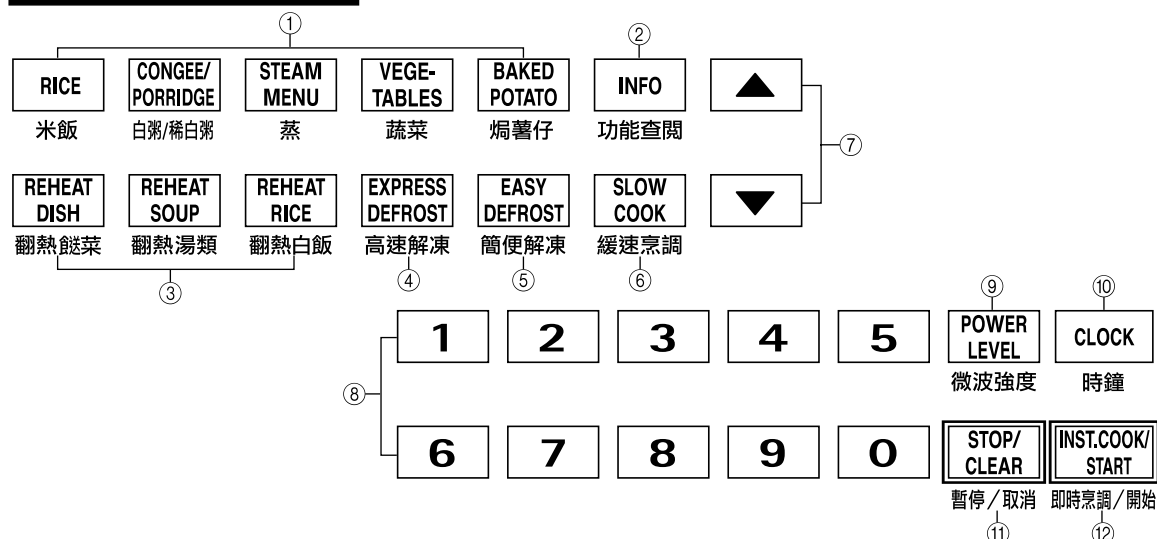 ①
②
RICE
CONGEE/
PORRIDGE
STEAM
MENU
VEGE-
TABLES
BAKED
POTATO
INFO
▲
米飯
白粥/稀白粥
蒸
蔬菜
焗薯仔
功能查閲
⑦
REHEAT
DISH
REHEAT
SOUP
REHEAT
RICE
EXPRESS
DEFROST
EASY
DEFROST
SLOW
COOK
▼
翻熱餸菜
翻熱湯類
翻熱白飯
高速解凍
簡便解凍
緩速烹調
③
④
⑤
⑥
⑨
⑩
1
2
3
4
5
POWER
LEVEL
CLOCK
微波強度
時鐘
⑧
6
7
8
9
0
STOP/
CLEAR
INST.COOK/
START
暫停/取消
即時烹調/開始
⑪
⑫